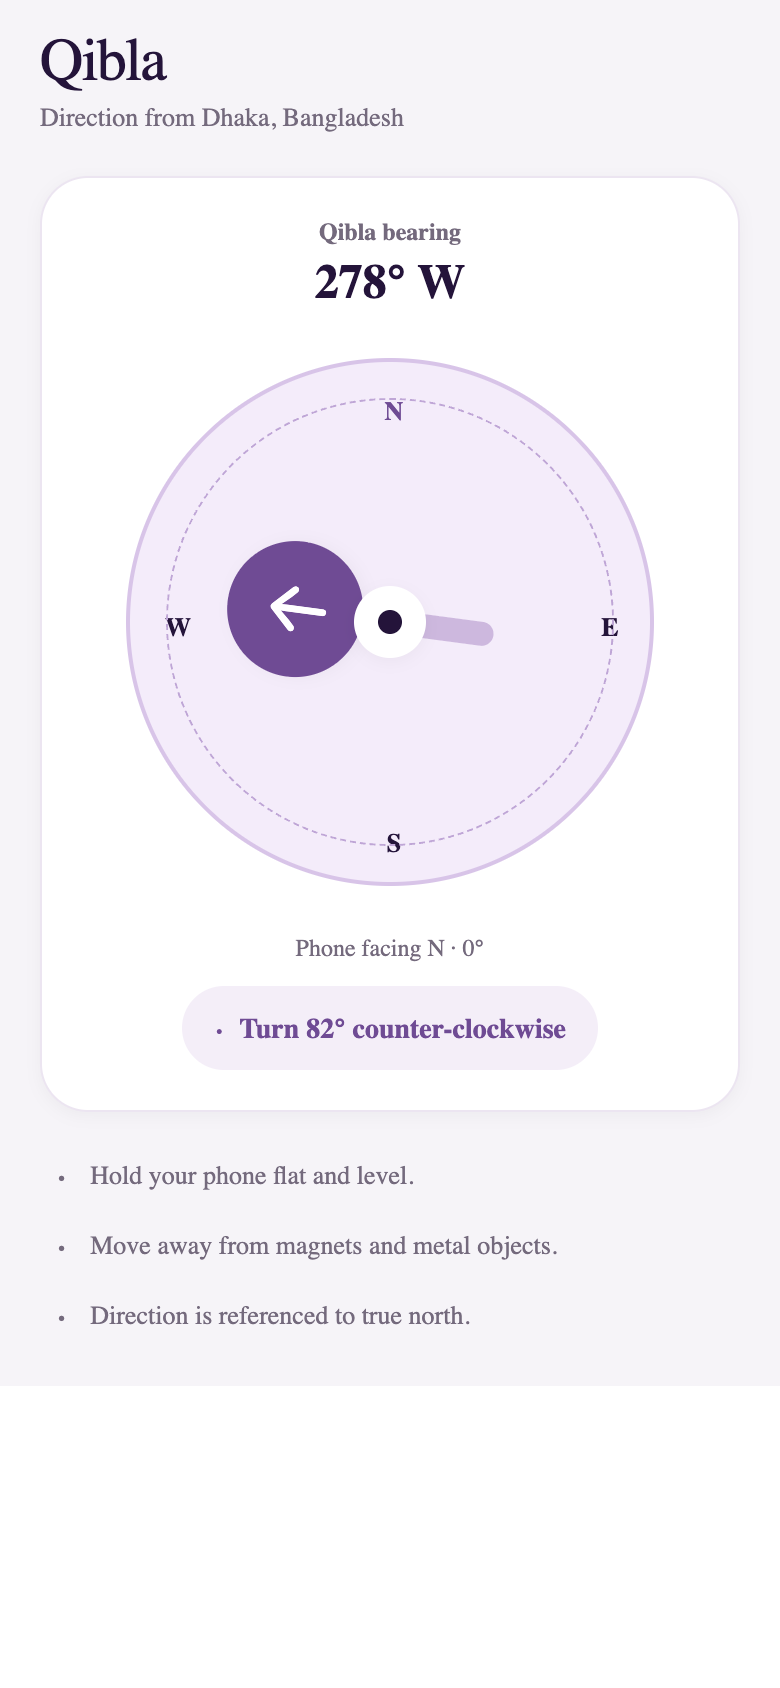 Qibla
Direction from Dhaka, Bangladesh
Qibla bearing
278° W
N
W
E
S
Phone facing N · 0°
· Turn 82° counter-clockwise
· Hold your phone flat and level.
· Move away from magnets and metal objects.
· Direction is referenced to true north.